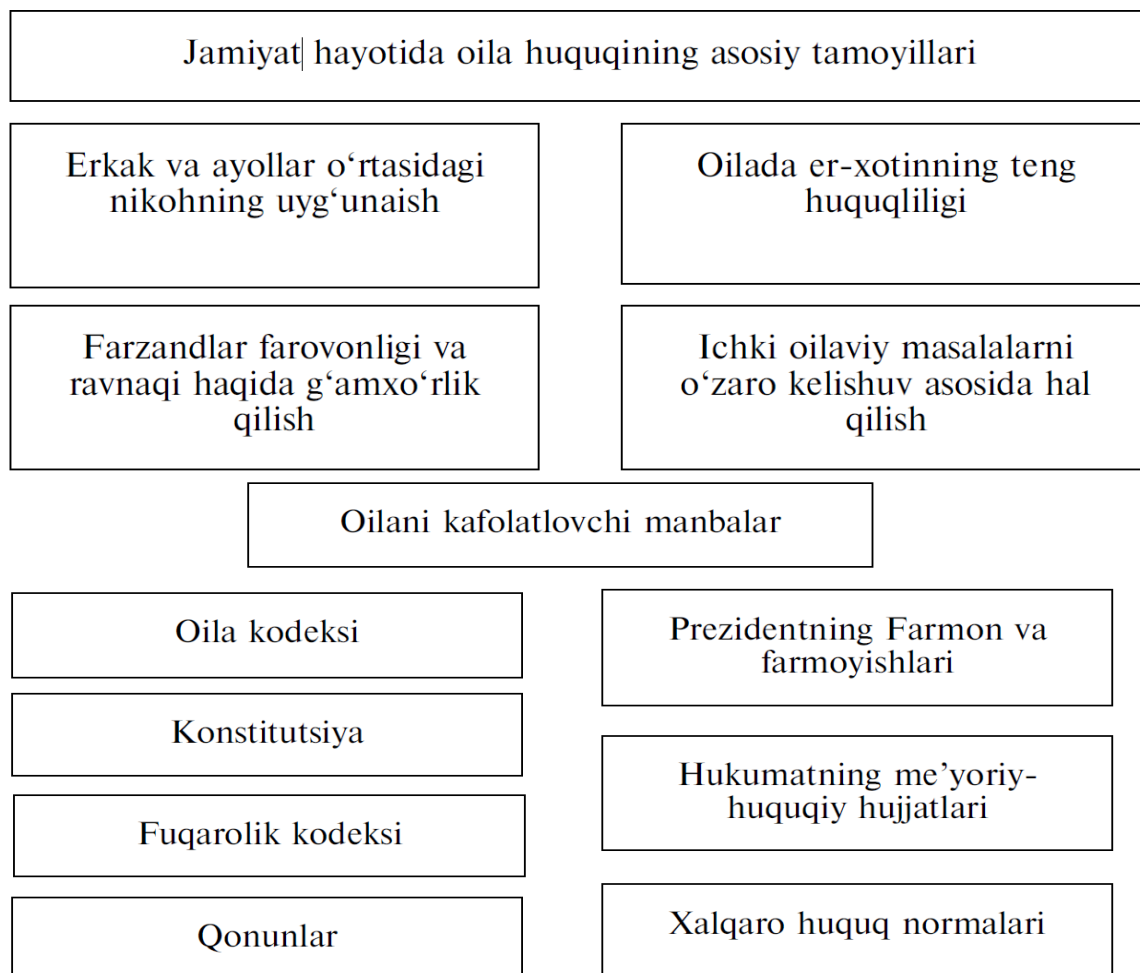 Jamiyat hayotida oila huquqining asosiy tamoyillari
Erkak va ayollar o‘rtasidagi
nikohning uyg‘unaish
Oilada er-xotinning teng
huquqliligi
Farzandlar farovonligi va
ravnaqi haqida g‘amxo‘rlik
qilish
Ichki oilaviy masalalarni
o‘zaro kelishuv asosida hal
qilish
Oilani kafolatlovchi manbalar
Oila kodeksi
Konstitutsiya
Fuqarolik kodeksi
Qonunlar
Prezidentning Farmon va
farmoyishlari
Hukumatning me’yoriy-
huquqiy hujjatlari
Xalqaro huquq normalari